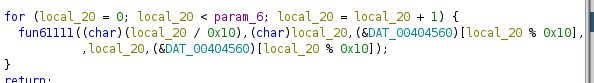 for (local_20 = 0; local_20 < param_6; local_20 = local_20 + 1) {
fun61111((char)(local_20 / 0x10),(char)local_20,(&DAT_00404560)[local_20 % 0x10],
,local_20,(&DAT_00404560)[local_20 % 0x10]);
}
return;